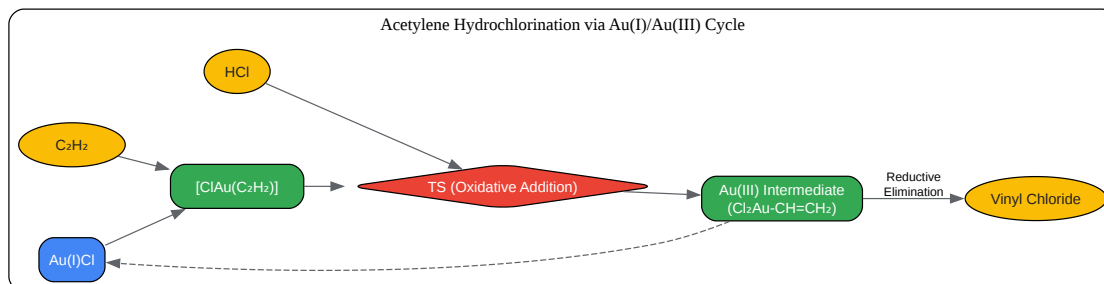 Acetylene Hydrochlorination via Au(I)/Au(III) Cycle
HCl
C₂H₂
[ClAu(C₂H₂)]
TS (Oxidative Addition)
Au(III) Intermediate
(Cl₂Au-CH=CH₂)
Reductive
Elimination
Vinyl Chloride
Au(I)Cl